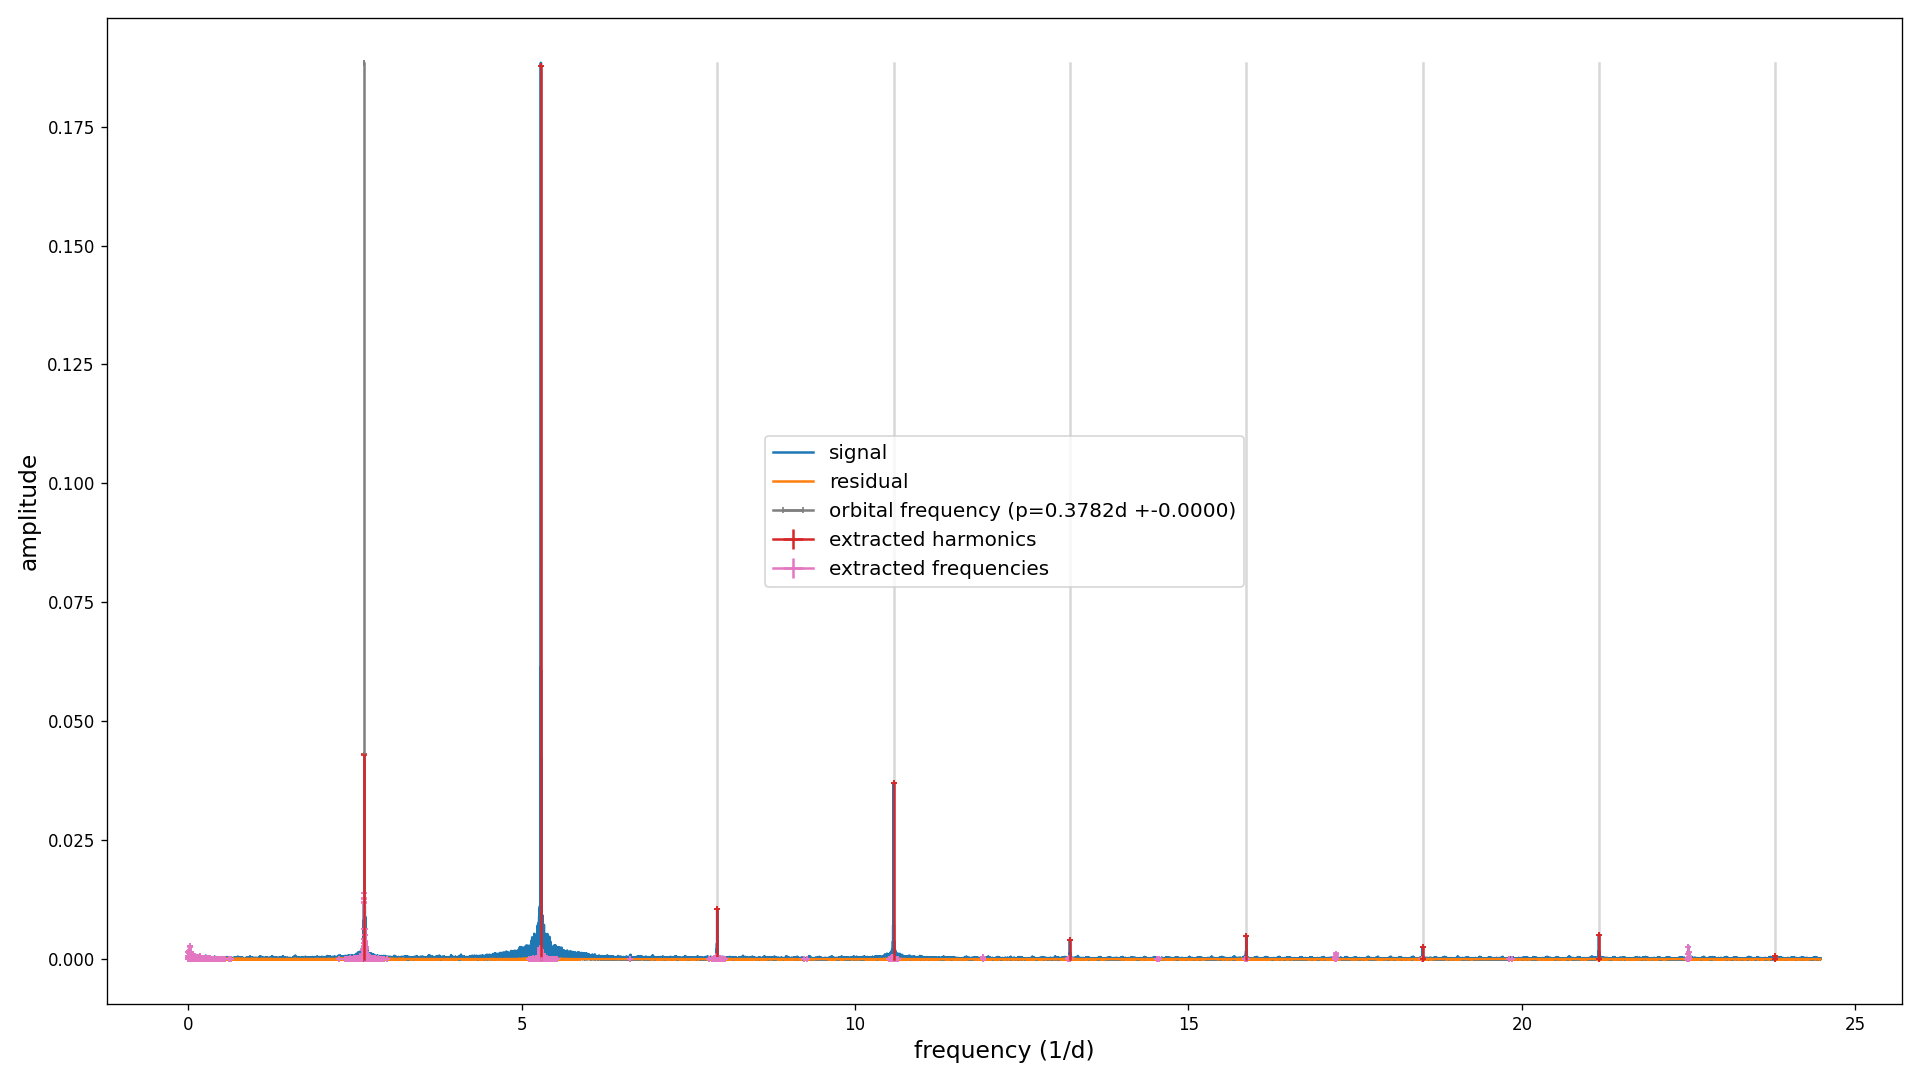 amplitude
0.175
0.150
0.125
0.100
0.075
0.050
0.025
0.000
signal
residual
orbital frequency (p=0.3782d +-0.0000)
extracted harmonics
extracted frequencies
0 5 10 15 20 25
frequency (1/d)